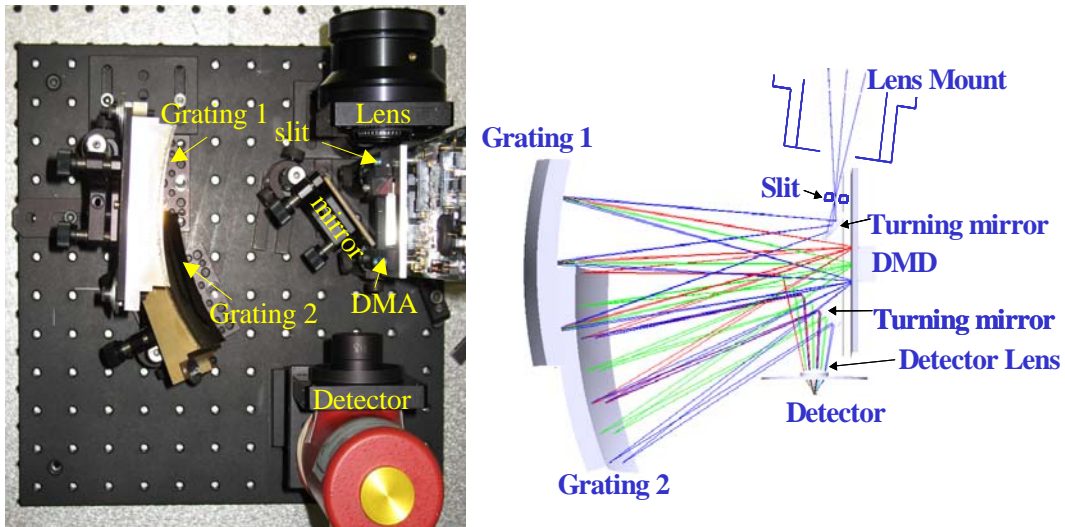 Grating 1
Lens
slit
mirror
Grating 2
DMA
Detector
Lens Mount
Grating 1
Slit
Turning mirror
DMD
Turning mirror
Detector Lens
Detector
Grating 2